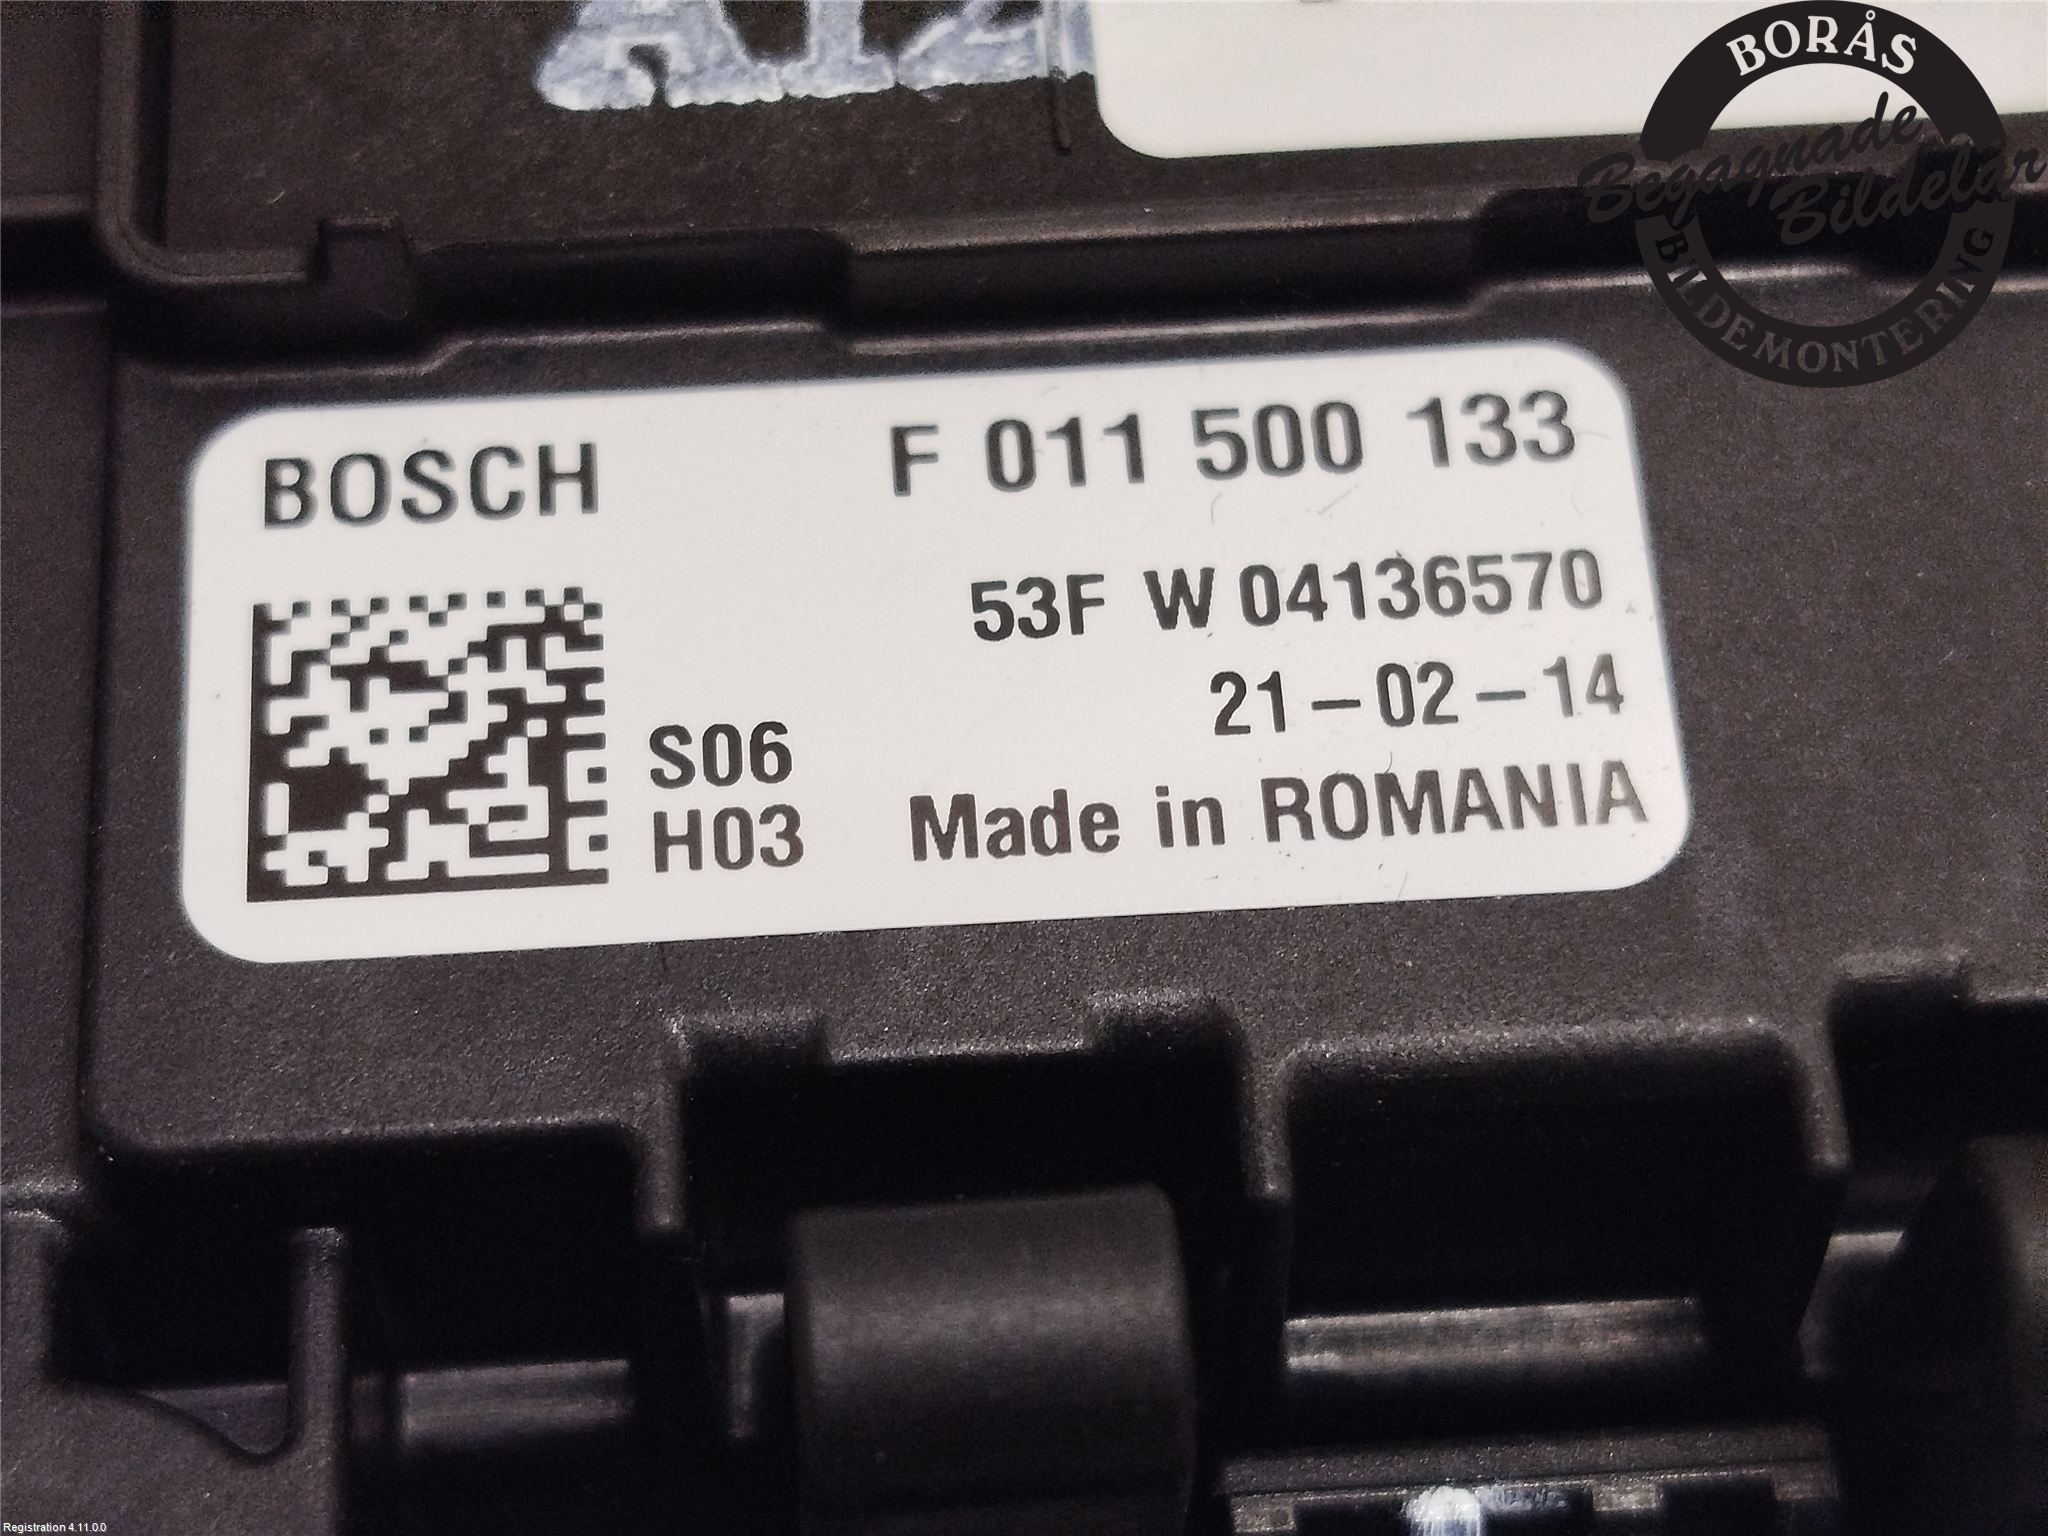 BORÅS
Begagnade
Bildelar
BILDEMONTERING
BOSCH
F 011 500 133
53F W 04136570
21-02-14
S06
H03
Made in ROMANIA
Registration 4.11.0.0